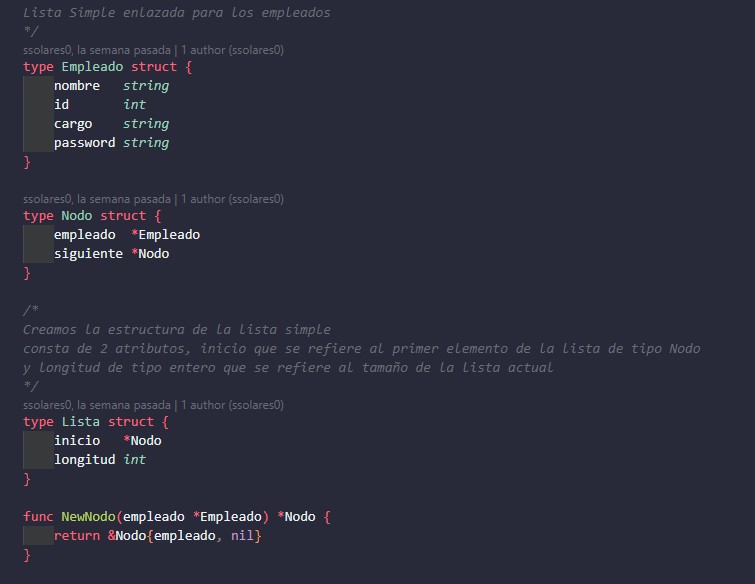 Lista Simple enlazada para los empleados
*/
ssolares0, la semana pasada | 1 author (ssolares0)
type Empleado struct {
nombre string
id int
cargo string
password string
}
ssolares0, la semana pasada | 1 author (ssolares0)
type Nodo struct {
empleado *Empleado
siguiente *Nodo
}
/*
Creamos la estructura de la lista simple
consta de 2 atributos, inicio que se refiere al primer elemento de la lista de tipo Nodo
y longitud de tipo entero que se refiere al tamaño de la lista actual
*/
ssolares0, la semana pasada | 1 author (ssolares0)
type Lista struct {
inicio *Nodo
longitud int
}
func NewNodo(empleado *Empleado) *Nodo {
return &Nodo{empleado, nil}
}